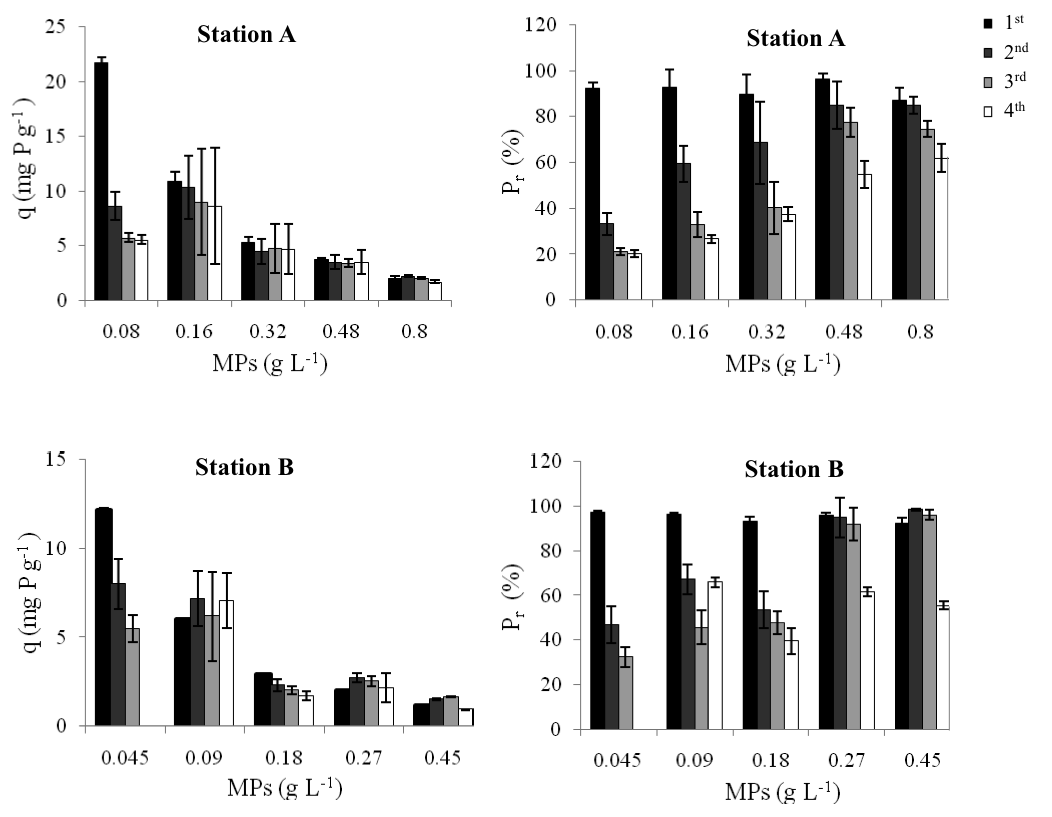 Station A
q (mg P g-1)
25
20
15
10
5
0
0.08 0.16 0.32 0.48 0.8
MPs (g L-1)
Station A
Pr (%)
120
100
80
60
40
20
0
0.08 0.16 0.32 0.48 0.8
MPs (g L-1)
1st
2nd
3rd
4th
Station B
q (mg P g-1)
15
10
5
0
0.045 0.09 0.18 0.27 0.45
MPs (g L-1)
Station B
Pr (%)
120
100
80
60
40
20
0
0.045 0.09 0.18 0.27 0.45
MPs (g L-1)